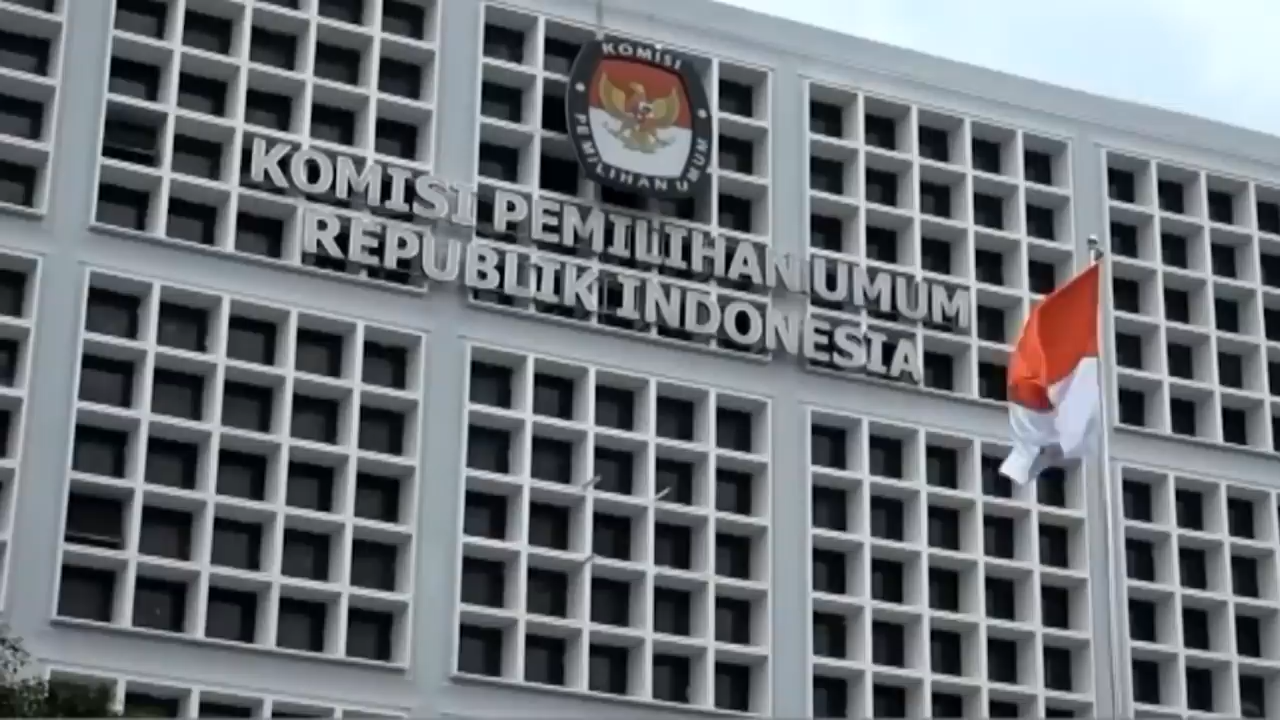 KOMISI
PEMILIHAN UMUM
KOMISI PEMILIHAN UMUM
REPUBLIK INDONESIA